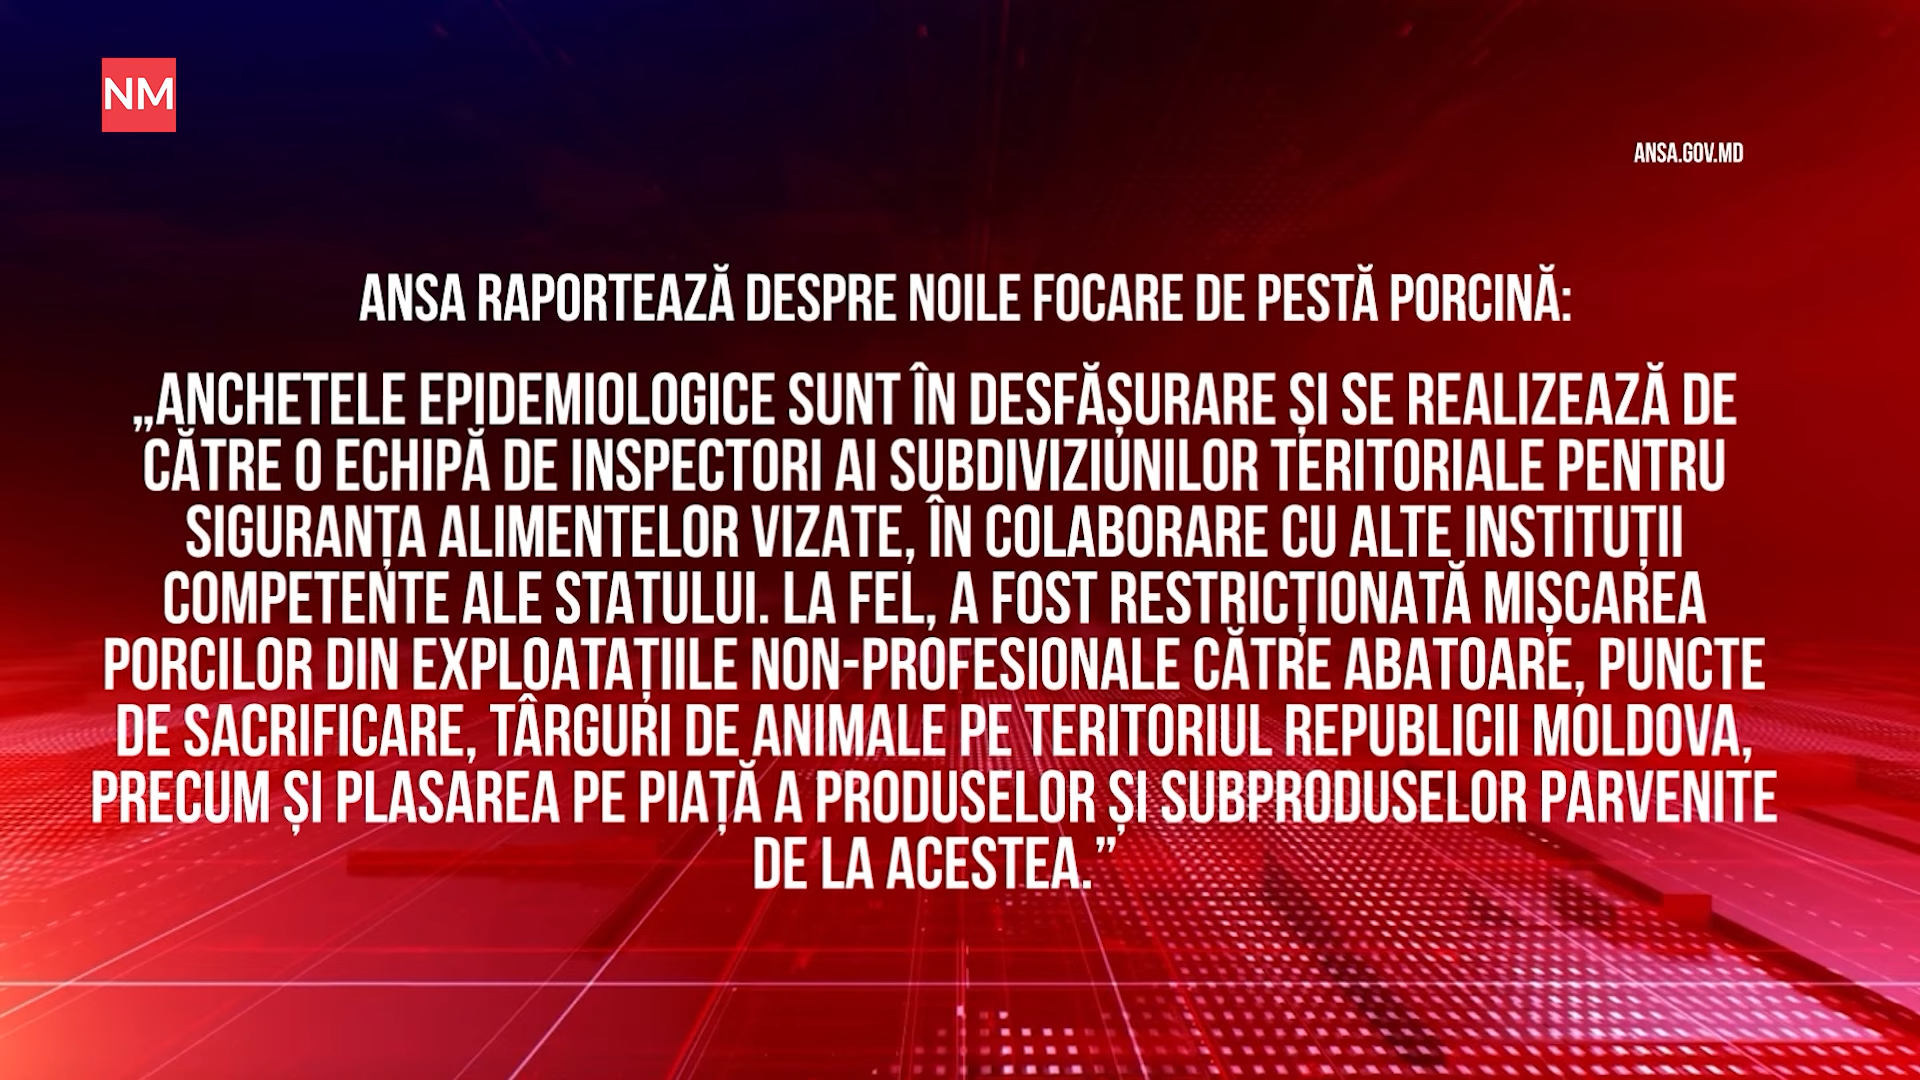 NM
ANSA.GOV.MD
ANSA RAPORTEAZĂ DESPRE NOILE FOCARE DE PESTĂ PORCINĂ:
„ANCHETELE EPIDEMIOLOGICE SUNT ÎN DESFĂȘURARE ȘI SE REALIZEAZĂ DE
CĂTRE O ECHIPĂ DE INSPECTORI AI SUBDIVIZIUNILOR TERITORIALE PENTRU
SIGURANȚA ALIMENTELOR VIZATE, ÎN COLABORARE CU ALTE INSTITUȚII
COMPETENTE ALE STATULUI. LA FEL, A FOST RESTRICȚIONATĂ MIȘCAREA
PORCILOR DIN EXPLOATAȚIILE NON-PROFESIONALE CĂTRE ABATOARE, PUNCTE
DE SACRIFICARE, TÂRGURI DE ANIMALE PE TERITORIUL REPUBLICII MOLDOVA,
PRECUM ȘI PLASAREA PE PIAȚĂ A PRODUSELOR ȘI SUBPRODUSELOR PARVENITE
DE LA ACESTEA.”